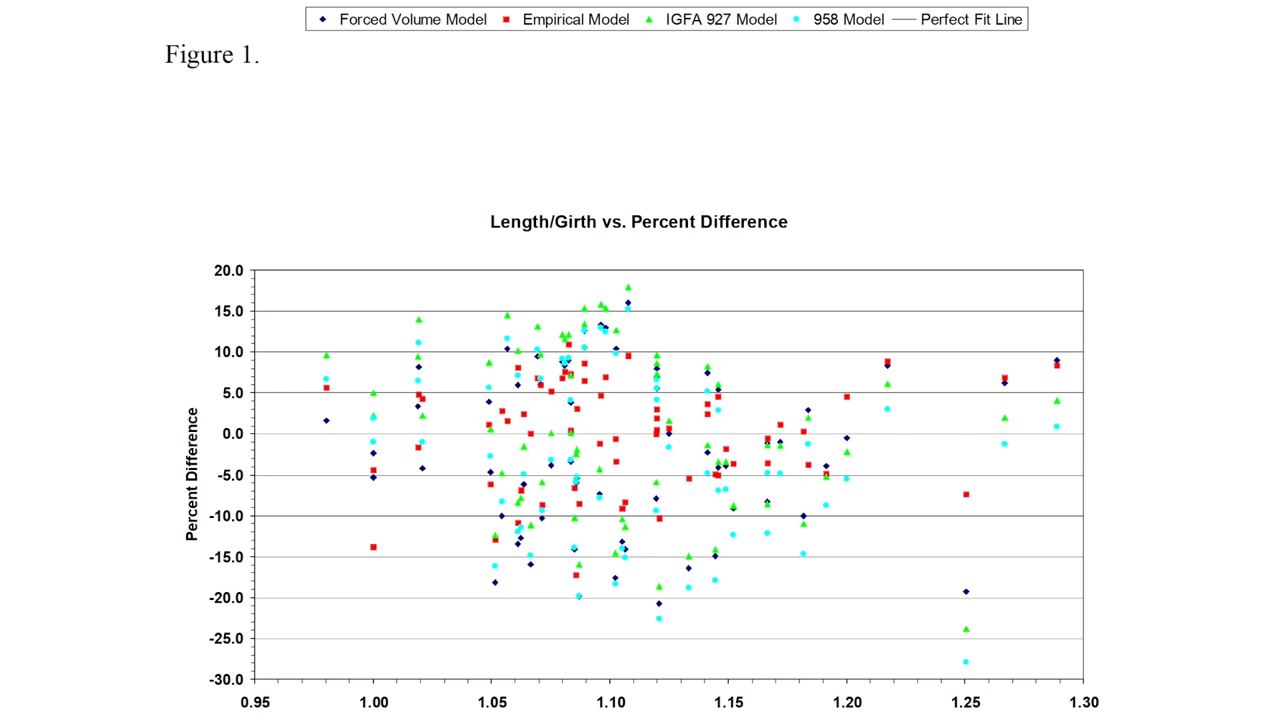 Forced Volume Model Empirical Model IGFA 927 Model 958 Model Perfect Fit Line
Figure 1.
Length/Girth vs. Percent Difference
20.0
15.0
10.0
5.0
0.0
-5.0
-10.0
-15.0
-20.0
-25.0
-30.0
Percent Difference
0.95 1.00 1.05 1.10 1.15 1.20 1.25 1.30